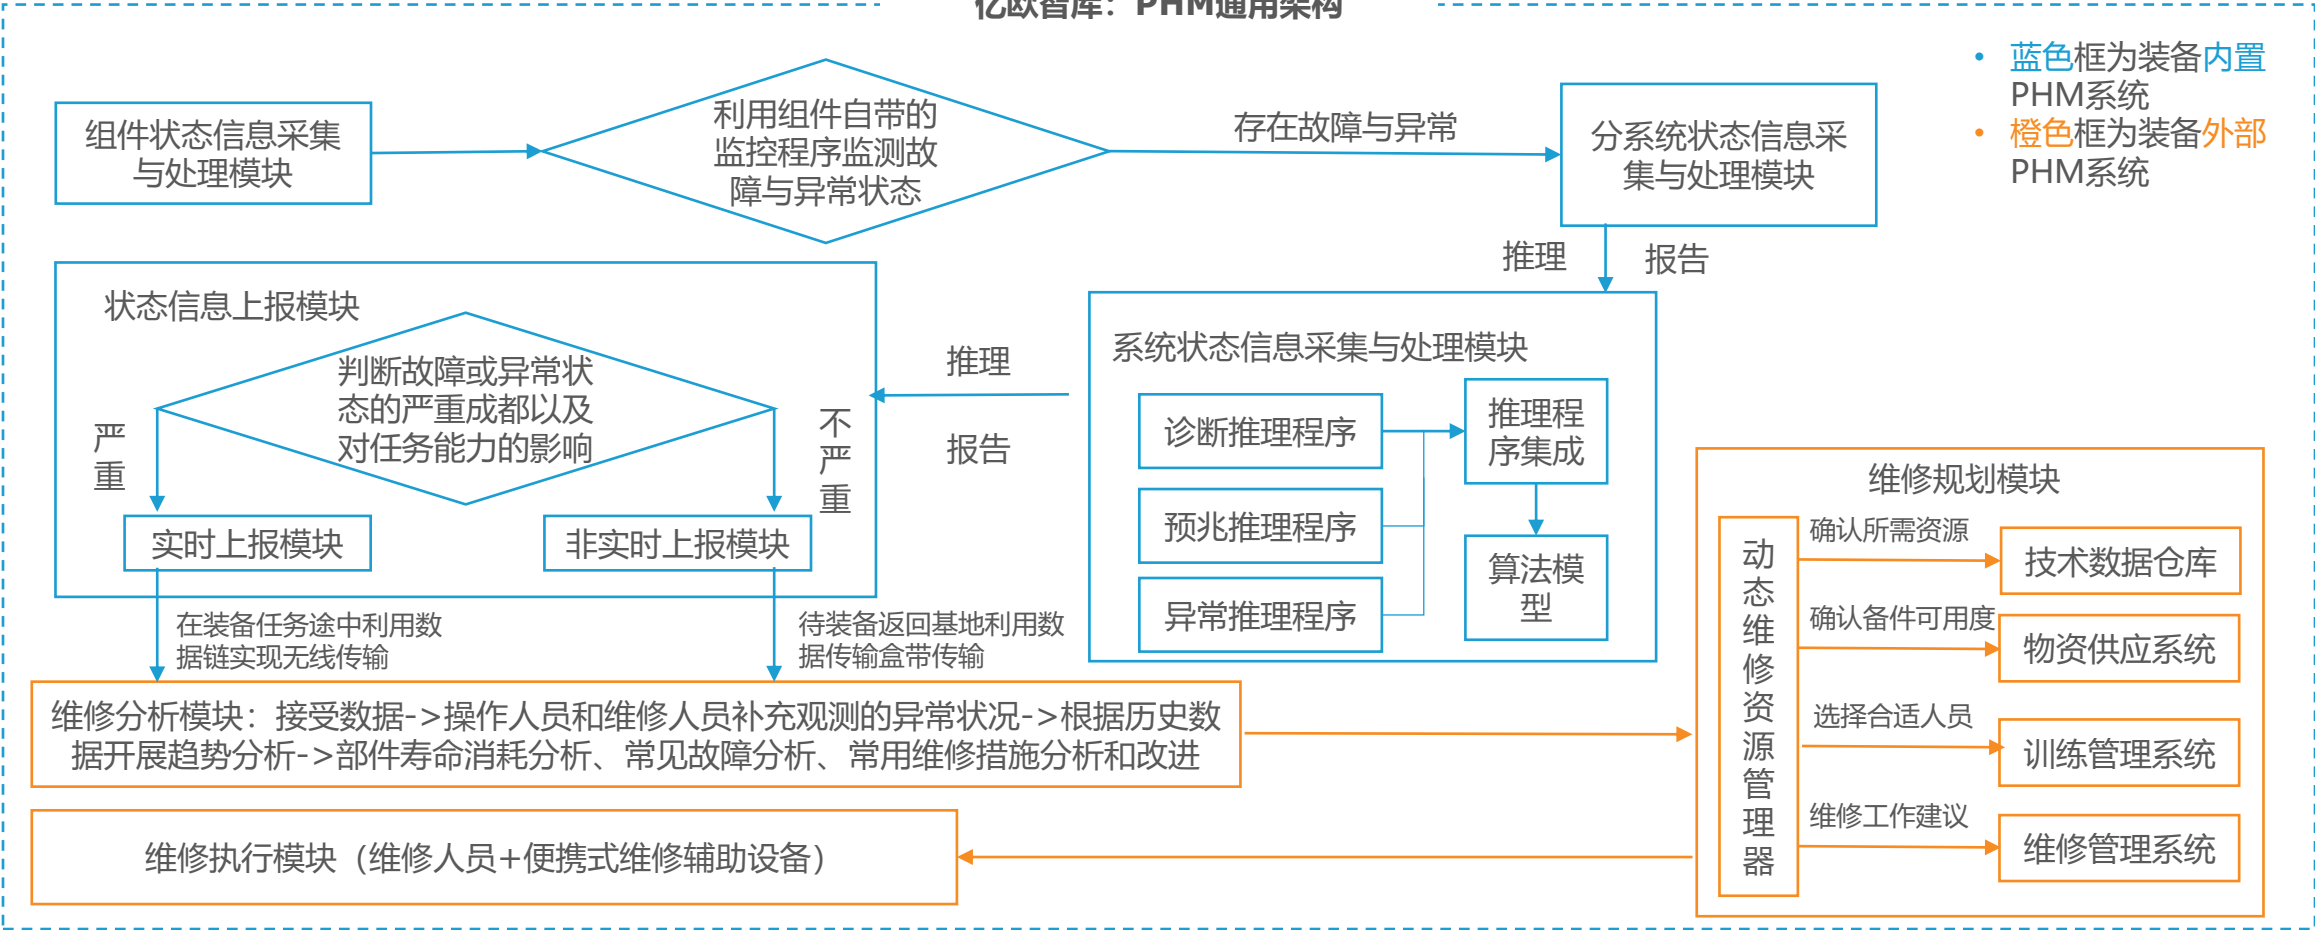 亿欧智库：PHM通用架构
• 蓝色框为装备内置
PHM系统
• 橙色框为装备外部
PHM系统
组件状态信息采集
与处理模块
利用组件自带的
监控程序监测故
障与异常状态
存在故障与异常
分系统状态信息采
集与处理模块
推理
报告
系统状态信息采集与处理模块
诊断推理程序
预兆推理程序
异常推理程序
推理程
序集成
算法模
型
推理
报告
状态信息上报模块
判断故障或异常状
态的严重成都以及
对任务能力的影响
严
重
不
严
重
实时上报模块
非实时上报模块
在装备任务途中利用数
据链实现无线传输
待装备返回基地利用数
据传输盒带传输
维修分析模块：接受数据->操作人员和维修人员补充观测的异常状况->根据历史数
据开展趋势分析->部件寿命消耗分析、常见故障分析、常用维修措施分析和改进
维修规划模块
动
态
维
修
资
源
管
理
器
确认所需资源
技术数据仓库
确认备件可用度
物资供应系统
选择合适人员
训练管理系统
维修工作建议
维修管理系统
维修执行模块（维修人员+便携式维修辅助设备）